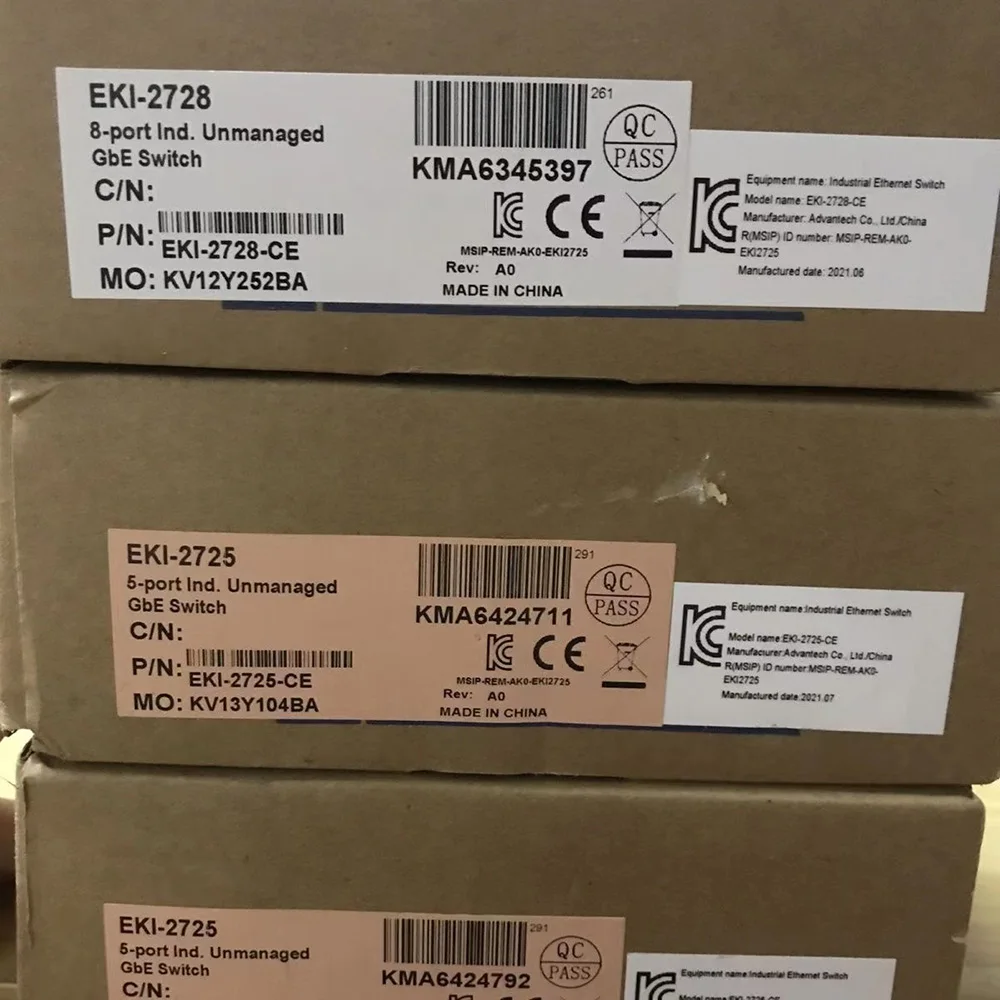 EKI-2728
8-port Ind. Unmanaged
GbE Switch
C/N:
P/N:
EKI-2728-CE
MO: KV12Y252BA
261
KMA6345397
QC
PASS
CE
MSIP-REM-AK0-EKI2725
Rev: A0
MADE IN CHINA
Equipment name: Industrial Ethernet Switch
Model name: EKI-2728-CE
Manufacturer: Advantech Co., Ltd./China
R(MSIP) ID number: MSIP-REM-AK0-
EKI2725
Manufactured date: 2021.06
EKI-2725
5-port Ind. Unmanaged
GbE Switch
C/N:
P/N:
EKI-2725-CE
MO: KV13Y104BA
291
KMA6424711
QC
PASS
CE
MSIP-REM-AK0-EKI2725
Rev: A0
MADE IN CHINA
Equipment name:Industrial Ethernet Switch
Model name:EKI-2725-CE
Manufacturer:Advantech Co., Ltd./China
R(MSIP) ID number:MSIP-REM-AK0-
EKI2725
Manufactured date:2021.07
EKI-2725
5-port Ind. Unmanaged
GbE Switch
C/N:
291
KMA6424792
QC
PASS
Equipment name:Industrial Ethernet Switch